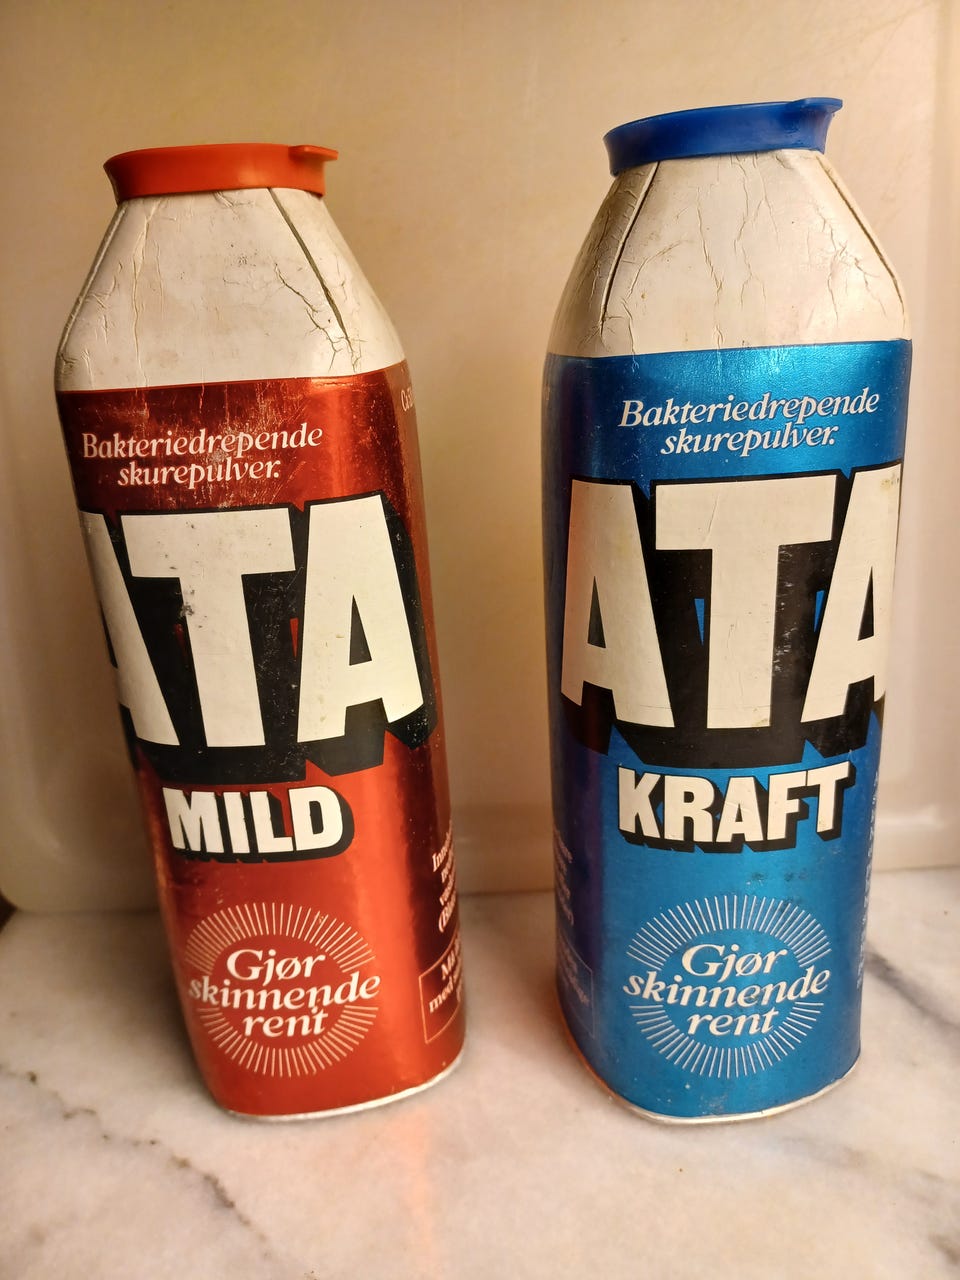 Bakteriedrepende
skurepulver.
ATA
MILD
Gjør
skinnende
rent
Bakteriedrepende
skurepulver.
ATA
KRAFT
Gjør
skinnende
rent